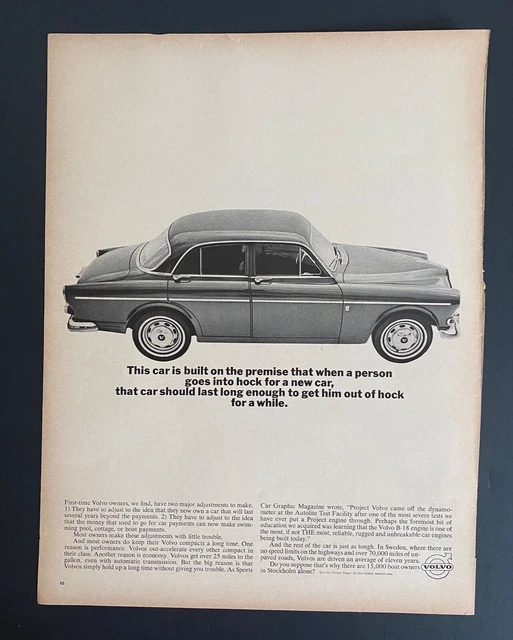 This car is built on the premise that when a person
goes into hock for a new car,
that car should last long enough to get him out of hock
for a while.
First-time Volvo owners, we find, have two major adjustments to make.
1) They have to adjust to the idea that they now own a car that will last
several years beyond the payments. 2) They have to adjust to the idea
that the money that used to go for car payments can now make swim-
ming pool, cottage, or boat payments.
Most owners make these adjustments with little trouble.
And most owners do keep their Volvo compacts a long time. One
reason is performance. Volvos out-accelerate every other compact in
their class. Another reason is economy. Volvos get over 25 miles to the
gallon, even with automatic transmission. But the big reason is that
Volvos simply hold up a long time without giving you trouble. As Sports
Car Graphic Magazine wrote, "Project Volvo came off the dynamo-
meter at the Autolite Test Facility after one of the most severe tests we
have ever put a Project engine through. Perhaps the foremost bit of
education we acquired was learning that the Volvo B-18 engine is one of
the most, if not THE most, reliable, rugged and unbreakable car engines
being built today."
And the rest of the car is just as tough. In Sweden, where there are
no speed limits on the highways and over 70,000 miles of un-
paved roads, Volvos are driven an average of eleven years.
Do you suppose that's why there are 15,000 boat owners
in Stockholm alone?
VOLVO